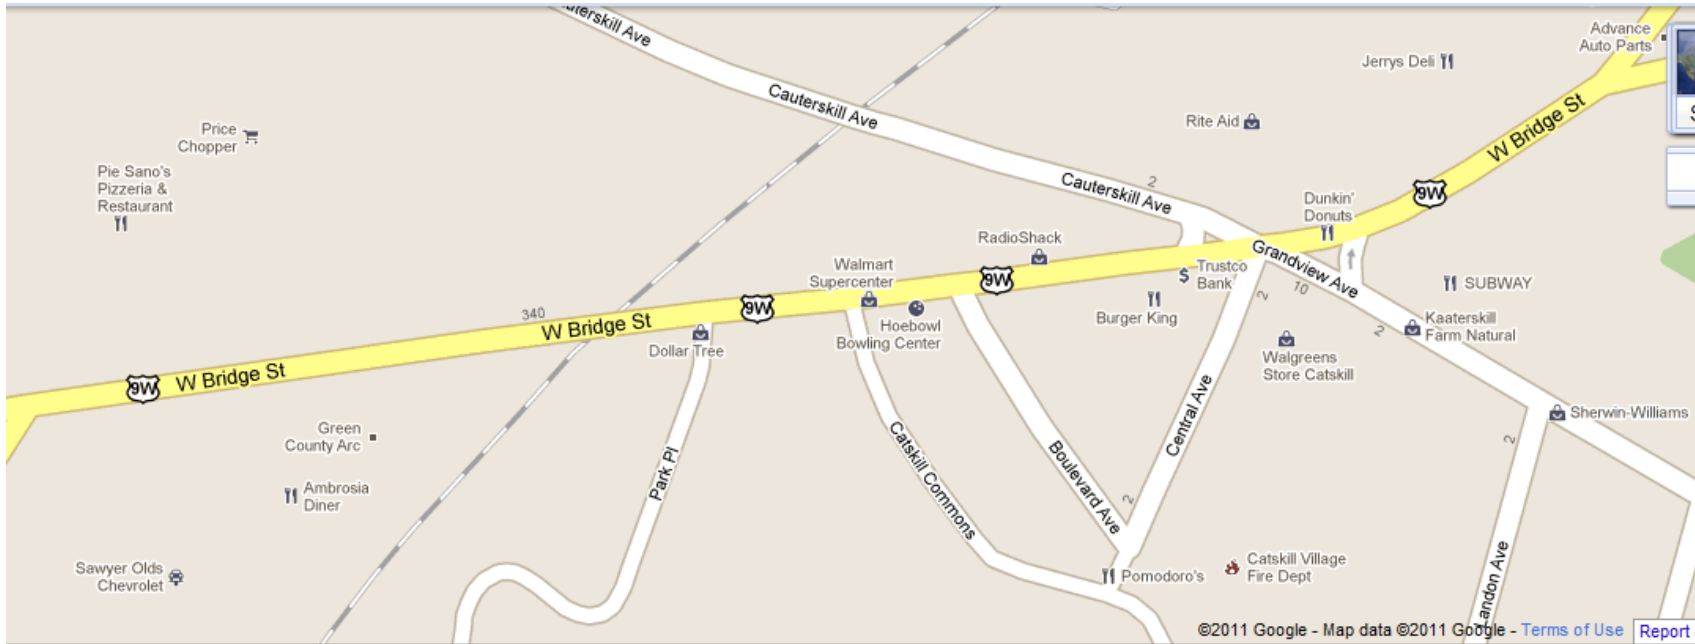 Cauterskill Ave
Advance
Auto Parts
Jerrys Deli
Cauterskill Ave
Rite Aid
W Bridge St
Price
Chopper
Pie Sano's
Pizzeria &
Restaurant
Cauterskill Ave
2
9W
Dunkin'
Donuts
RadioShack
Grandview Ave
Walmart
Supercenter
9W
Trustco
Bank
$
SUBWAY
10
2
9W
340
W Bridge St
Hoebowl
Bowling Center
Burger King
Kaaterskill
Farm Natural
2
Dollar Tree
Walgreens
Store Catskill
9W
W Bridge St
Central Ave
Sherwin-Williams
Green
County Arc
2
Park Pl
Catskill Commons
Boulevard Ave
2
Ambrosia
Diner
Sawyer Olds
Chevrolet
Pomodoro's
Catskill Village
Fire Dept
Landon Ave
S
©2011 Google - Map data ©2011 Google - Terms of Use
Report